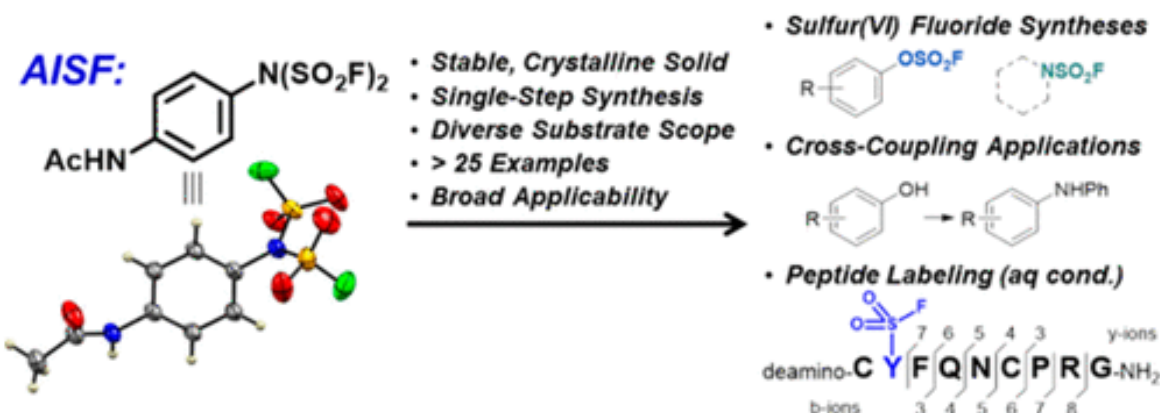 AISF:
N(SO₂F)₂
AcHN
• Stable, Crystalline Solid
• Single-Step Synthesis
• Diverse Substrate Scope
• > 25 Examples
• Broad Applicability
• Sulfur(VI) Fluoride Syntheses
OSO₂F
R
NSO₂F
• Cross-Coupling Applications
OH
R
NHPh
R
• Peptide Labeling (aq cond.)
O
F
O
S
7 6 5 4 3 y-ions
deamino-C Y F Q N C P R G-NH₂
b-ions 3 4 5 6 7 8